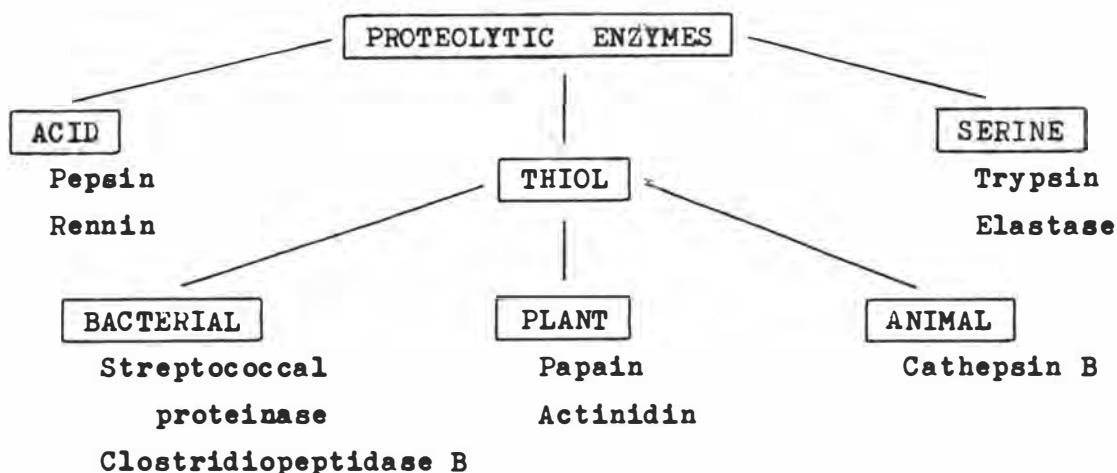 PROTEOLYTIC ENZYMES
ACID
SERINE
Pepsin
THIOL
Trypsin
Rennin
Elastase
BACTERIAL
PLANT
ANIMAL
Streptococcal
Papain
Cathepsin B
proteinase
Actinidin
Clostridiopeptidase B